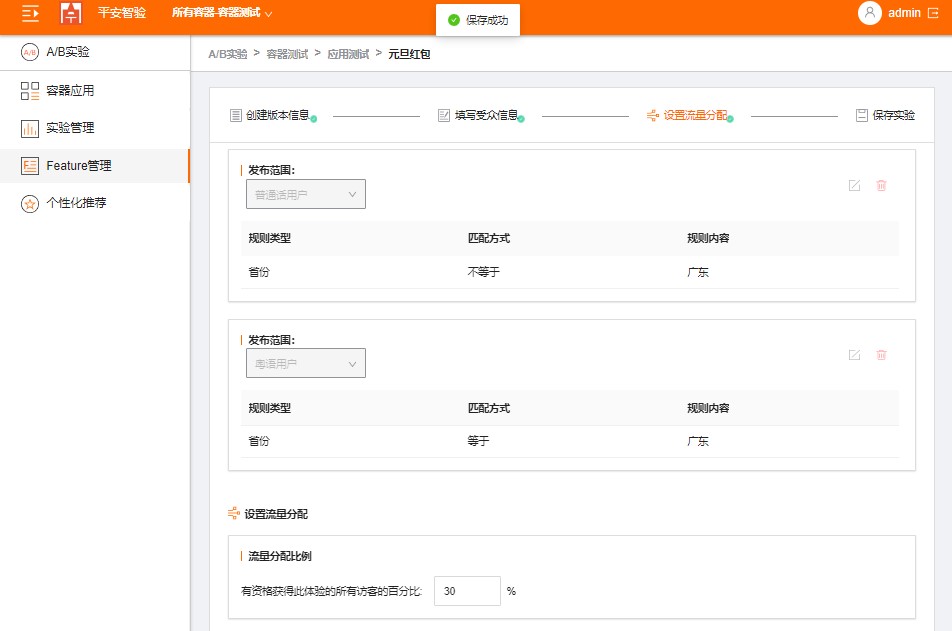 平安智验 所有容器-容器测试 保存成功 admin
A/B实验
容器应用
实验管理
Feature管理
个性化推荐
A/B实验 > 容器测试 > 应用测试 > 元旦红包
创建版本信息 填写受众信息 设置流量分配 保存实验
发布范围:
普通话用户
规则类型 匹配方式 规则内容
省份 不等于 广东
发布范围:
粤语用户
规则类型 匹配方式 规则内容
省份 等于 广东
设置流量分配
流量分配比例
有资格获得此体验的所有访客的百分比: 30 %